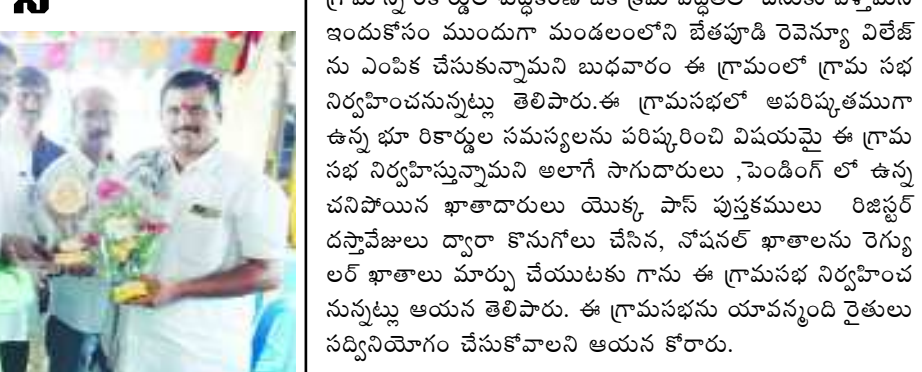 ని
ఇందుకోసం ముందుగా మండలంలోని బేతపూడి రెవెన్యూ విలేజ్
ను ఎంపిక చేసుకున్నామని బుధవారం ఈ గ్రామంలో గ్రామ సభ
నిర్వహించనున్నట్లు తెలిపారు.ఈ గ్రామసభలో అపరిష్కతముగా
ఉన్న భూ రికార్డుల సమస్యలను పరిష్కరించి విషయమై ఈ గ్రామ
సభ నిర్వహిస్తున్నామని అలాగే సాగుదారులు ,పెండింగ్ లో ఉన్న
చనిపోయిన ఖాతాదారులు యొక్క పాస్ పుస్తకములు రిజిస్టర్
దస్తావేజులు ద్వారా కొనుగోలు చేసిన, నోషనల్ ఖాతాలను రెగ్యు
లర్ ఖాతాలు మార్పు చేయుటకు గాను ఈ గ్రామసభ నిర్వహించ
నున్నట్లు ఆయన తెలిపారు. ఈ గ్రామసభను యావన్మంది రైతులు
సద్వినియోగం చేసుకోవాలని ఆయన కోరారు.